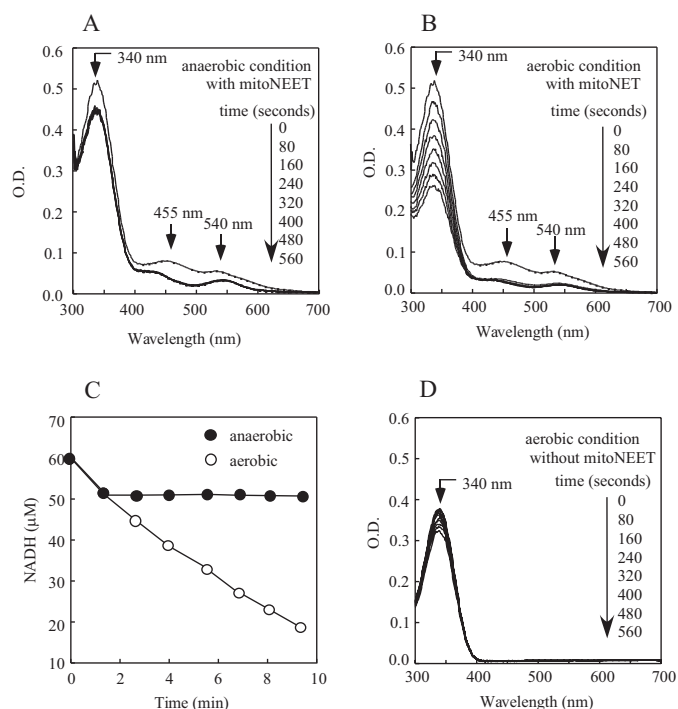 A
340 nm
anaerobic condition
with mitoNEET
time (seconds)
0
80
160
240
320
400
480
560
455 nm
540 nm
O.D.
0.6
0.5
0.4
0.3
0.2
0.1
0.0
300 400 500 600 700
Wavelength (nm)
B
340 nm
aerobic condition
with mitoNET
time (seconds)
0
80
160
240
320
400
480
560
455 nm
540 nm
O.D.
0.6
0.5
0.4
0.3
0.2
0.1
0.0
300 400 500 600 700
Wavelength (nm)
C
anaerobic
aerobic
NADH (µM)
70
60
50
40
30
20
10
0 2 4 6 8 10
Time (min)
D
340 nm
aerobic condition
without mitoNEET
time (seconds)
0
80
160
240
320
400
480
560
O.D.
0.6
0.5
0.4
0.3
0.2
0.1
0.0
300 400 500 600 700
Wavelength (nm)